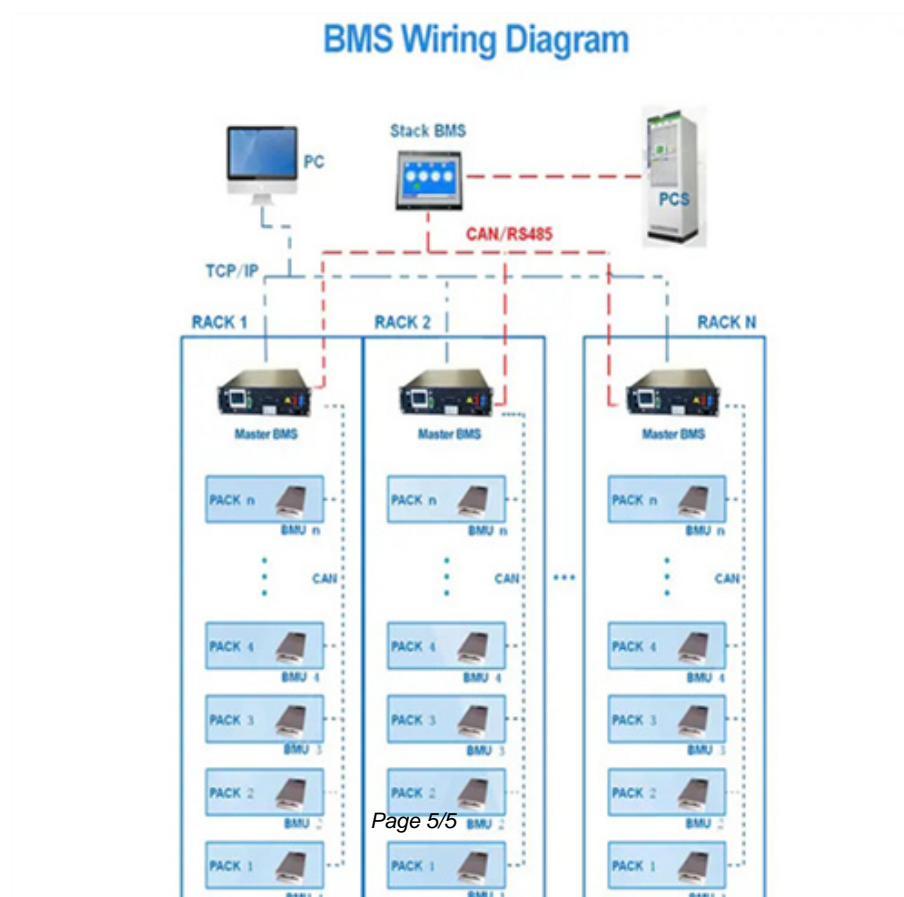 BMS Wiring Diagram
Stack BMS
PC
PCS
CAN/RS485
TCP/IP
RACK 1
RACK 2
RACK N
Master BMS
Master BMS
Master BMS
PACK n
PACK n
PACK n
BMU n
BMU n
BMU n
CAN
CAN
CAN
PACK 4
PACK 4
PACK 4
BMU 4
BMU 4
BMU 4
PACK 3
PACK 3
PACK 3
BMU 3
BMU 3
BMU 3
PACK 2
PACK 2
PACK 2
BMU 2
Page 5/5
BMU 2
BMU 2
PACK 1
PACK 1
PACK 1